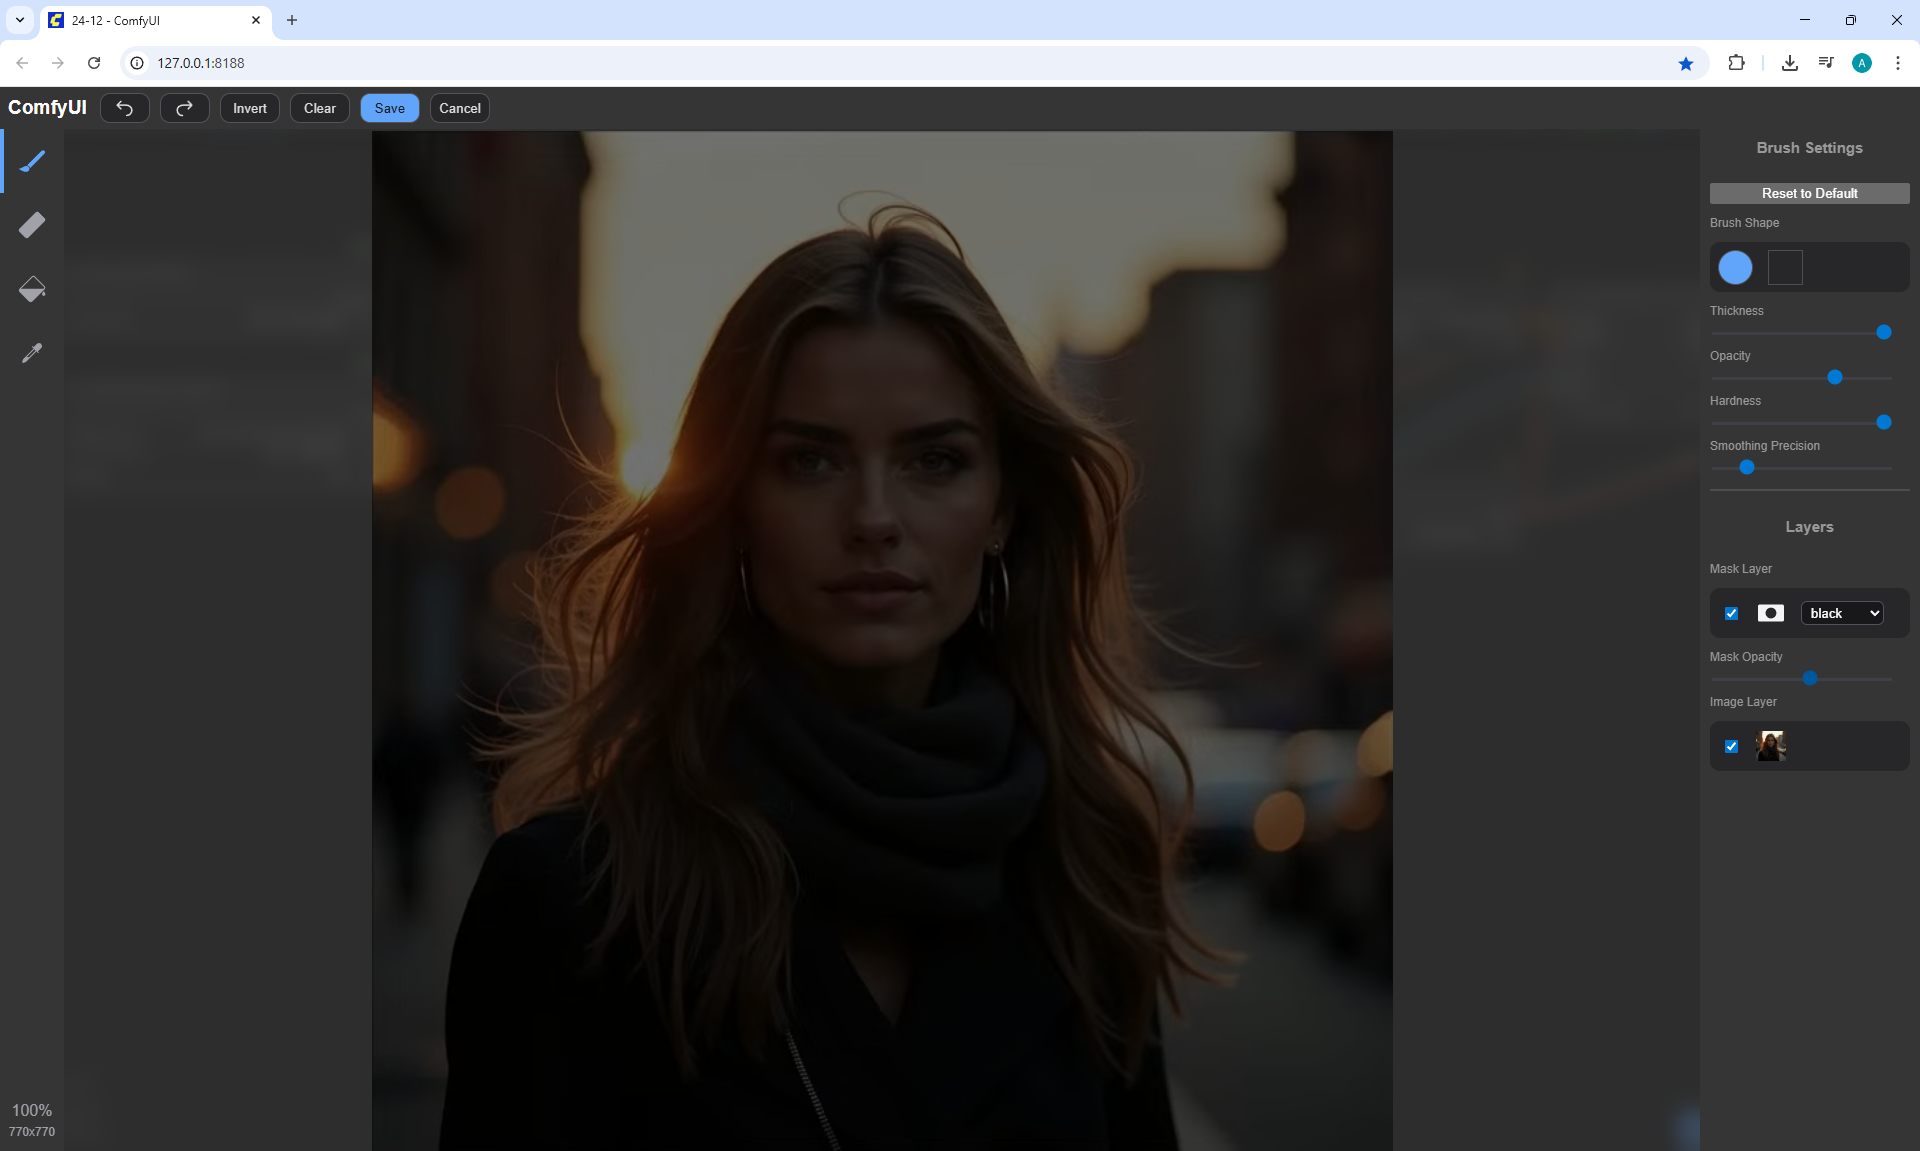 24-12 - ComfyUI
127.0.0.1:8188
A
ComfyUI
Invert
Clear
Save
Cancel
Brush Settings
Reset to Default
Brush Shape
Thickness
Opacity
Hardness
Smoothing Precision
Layers
Mask Layer
black
Mask Opacity
Image Layer
100%
770x770